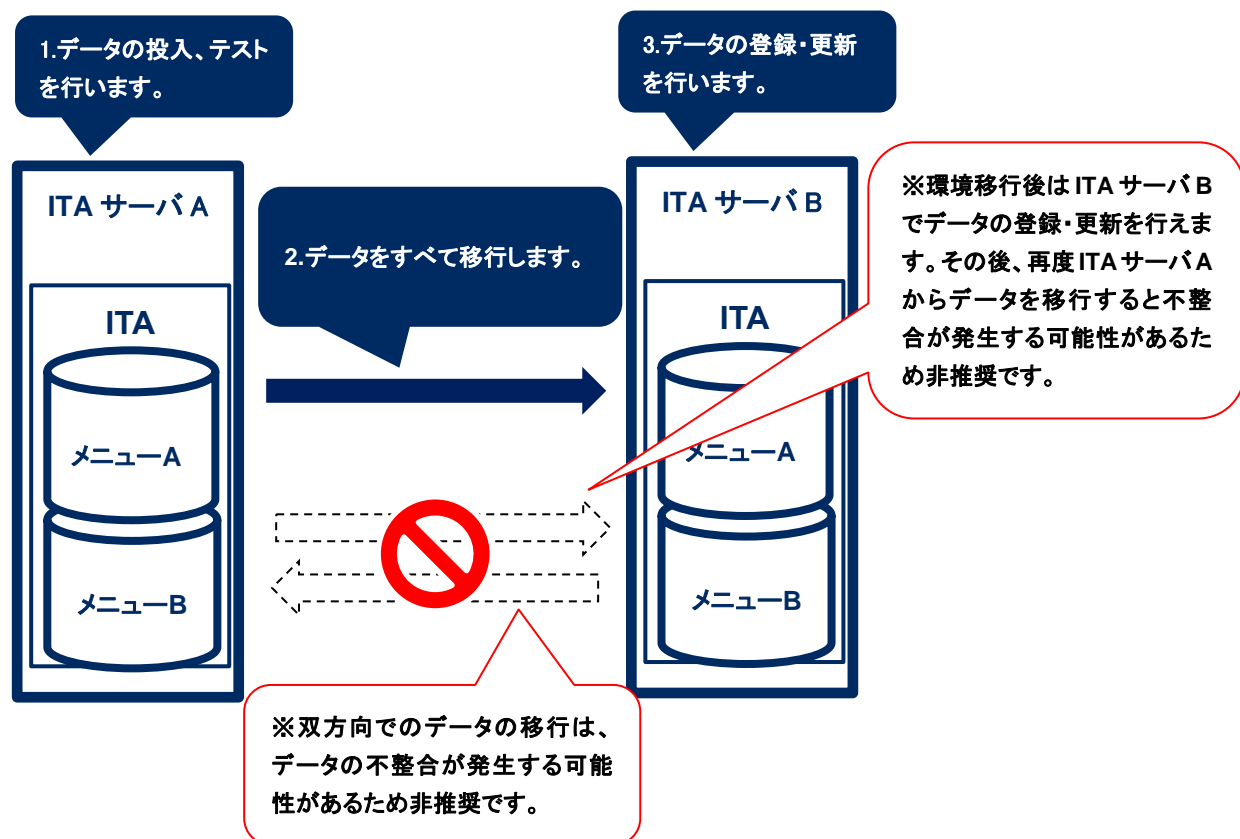 1.データの投入、テスト
を行います。
3.データの登録・更新
を行います。
ITA サーバ A
2.データをすべて移行します。
ITA サーバ B
※環境移行後は ITA サーバ B
でデータの登録・更新を行えま
す。その後、再度 ITA サーバ A
からデータを移行すると不整
合が発生する可能性があるた
め非推奨です。
ITA
メニューA
メニューB
ITA
メニューA
メニューB
※双方向でのデータの移行は、
データの不整合が発生する可能
性があるため非推奨です。